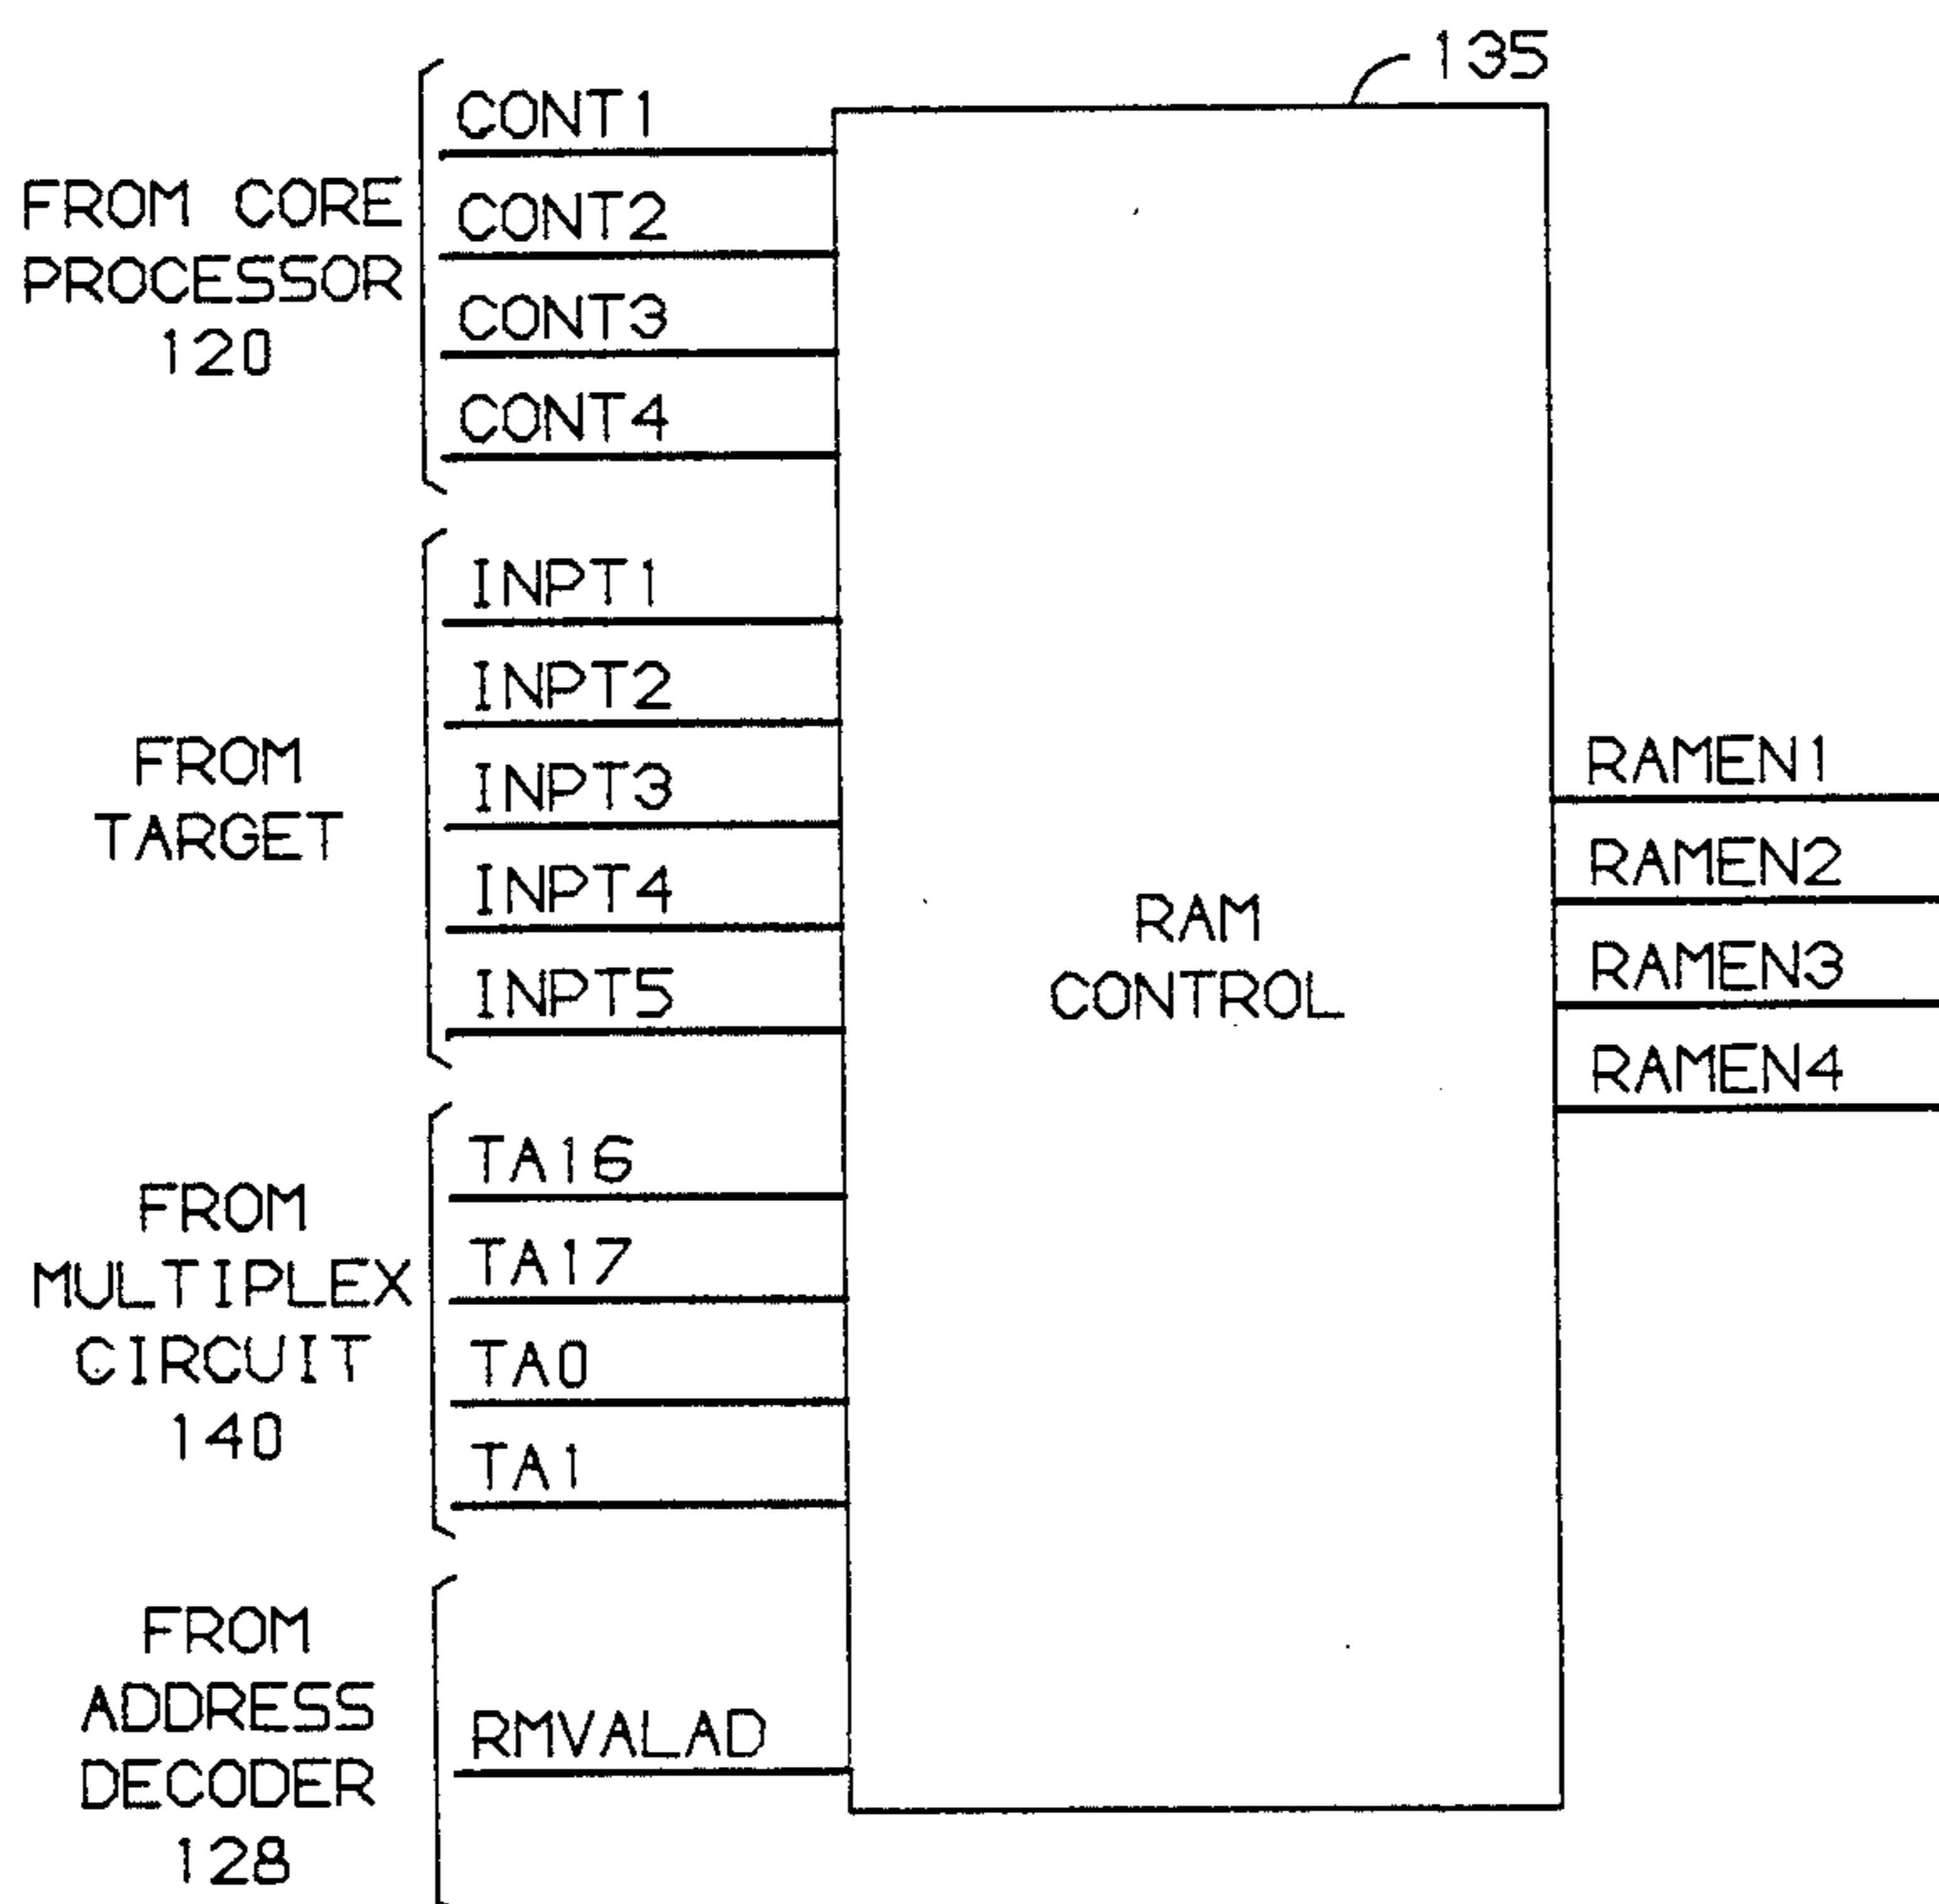 135
FROM CORE
PROCESSOR
120
CONT1
CONT2
CONT3
CONT4
FROM
TARGET
INPT1
INPT2
INPT3
INPT4
INPT5
FROM
MULTIPLEX
CIRCUIT
140
TA16
TA17
TA0
TA1
FROM
ADDRESS
DECODER
128
RMVALAD
RAM
CONTROL
RAMEN1
RAMEN2
RAMEN3
RAMEN4